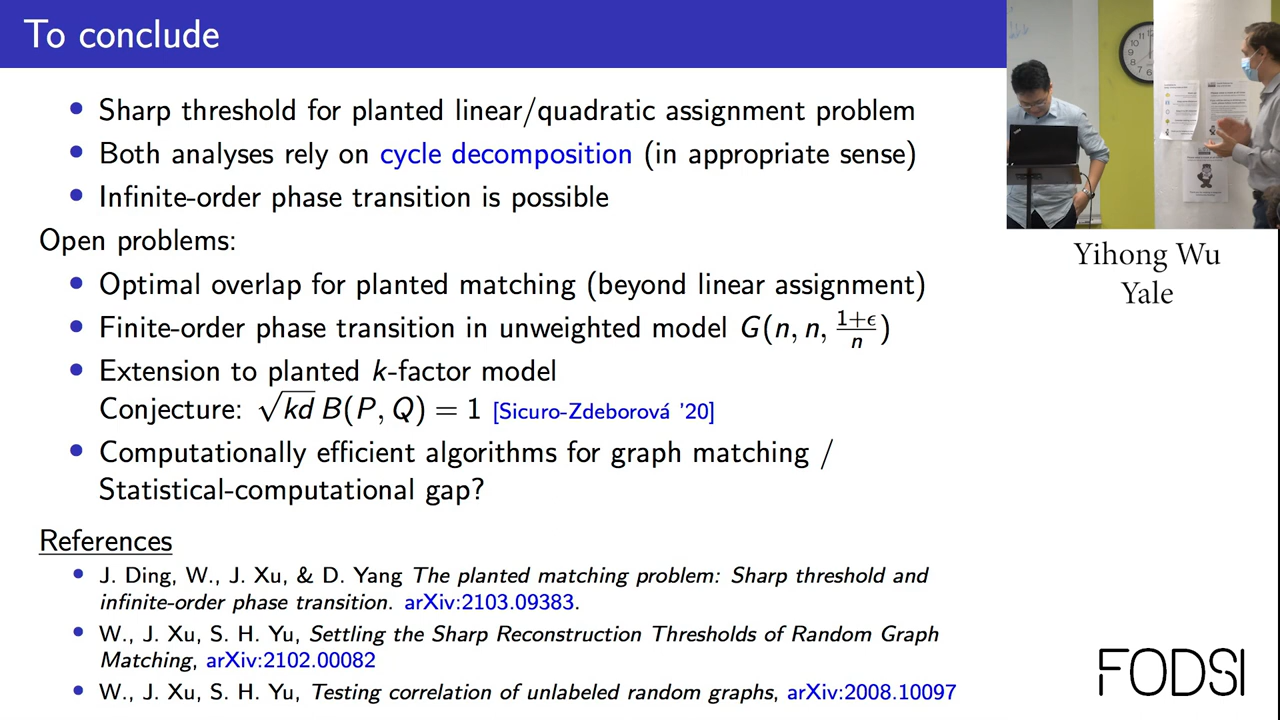 To conclude
• Sharp threshold for planted linear/quadratic assignment problem
• Both analyses rely on cycle decomposition (in appropriate sense)
• Infinite-order phase transition is possible
Open problems:
• Optimal overlap for planted matching (beyond linear assignment)
• Finite-order phase transition in unweighted model G(n, n, (1+ϵ)/n)
• Extension to planted k-factor model
Conjecture: √kd B(P, Q) = 1 [Sicuro-Zdeborová '20]
• Computationally efficient algorithms for graph matching /
Statistical-computational gap?
References
• J. Ding, W., J. Xu, & D. Yang The planted matching problem: Sharp threshold and
infinite-order phase transition. arXiv:2103.09383.
• W., J. Xu, S. H. Yu, Settling the Sharp Reconstruction Thresholds of Random Graph
Matching, arXiv:2102.00082
• W., J. Xu, S. H. Yu, Testing correlation of unlabeled random graphs, arXiv:2008.10097
Yihong Wu
Yale
FODSI